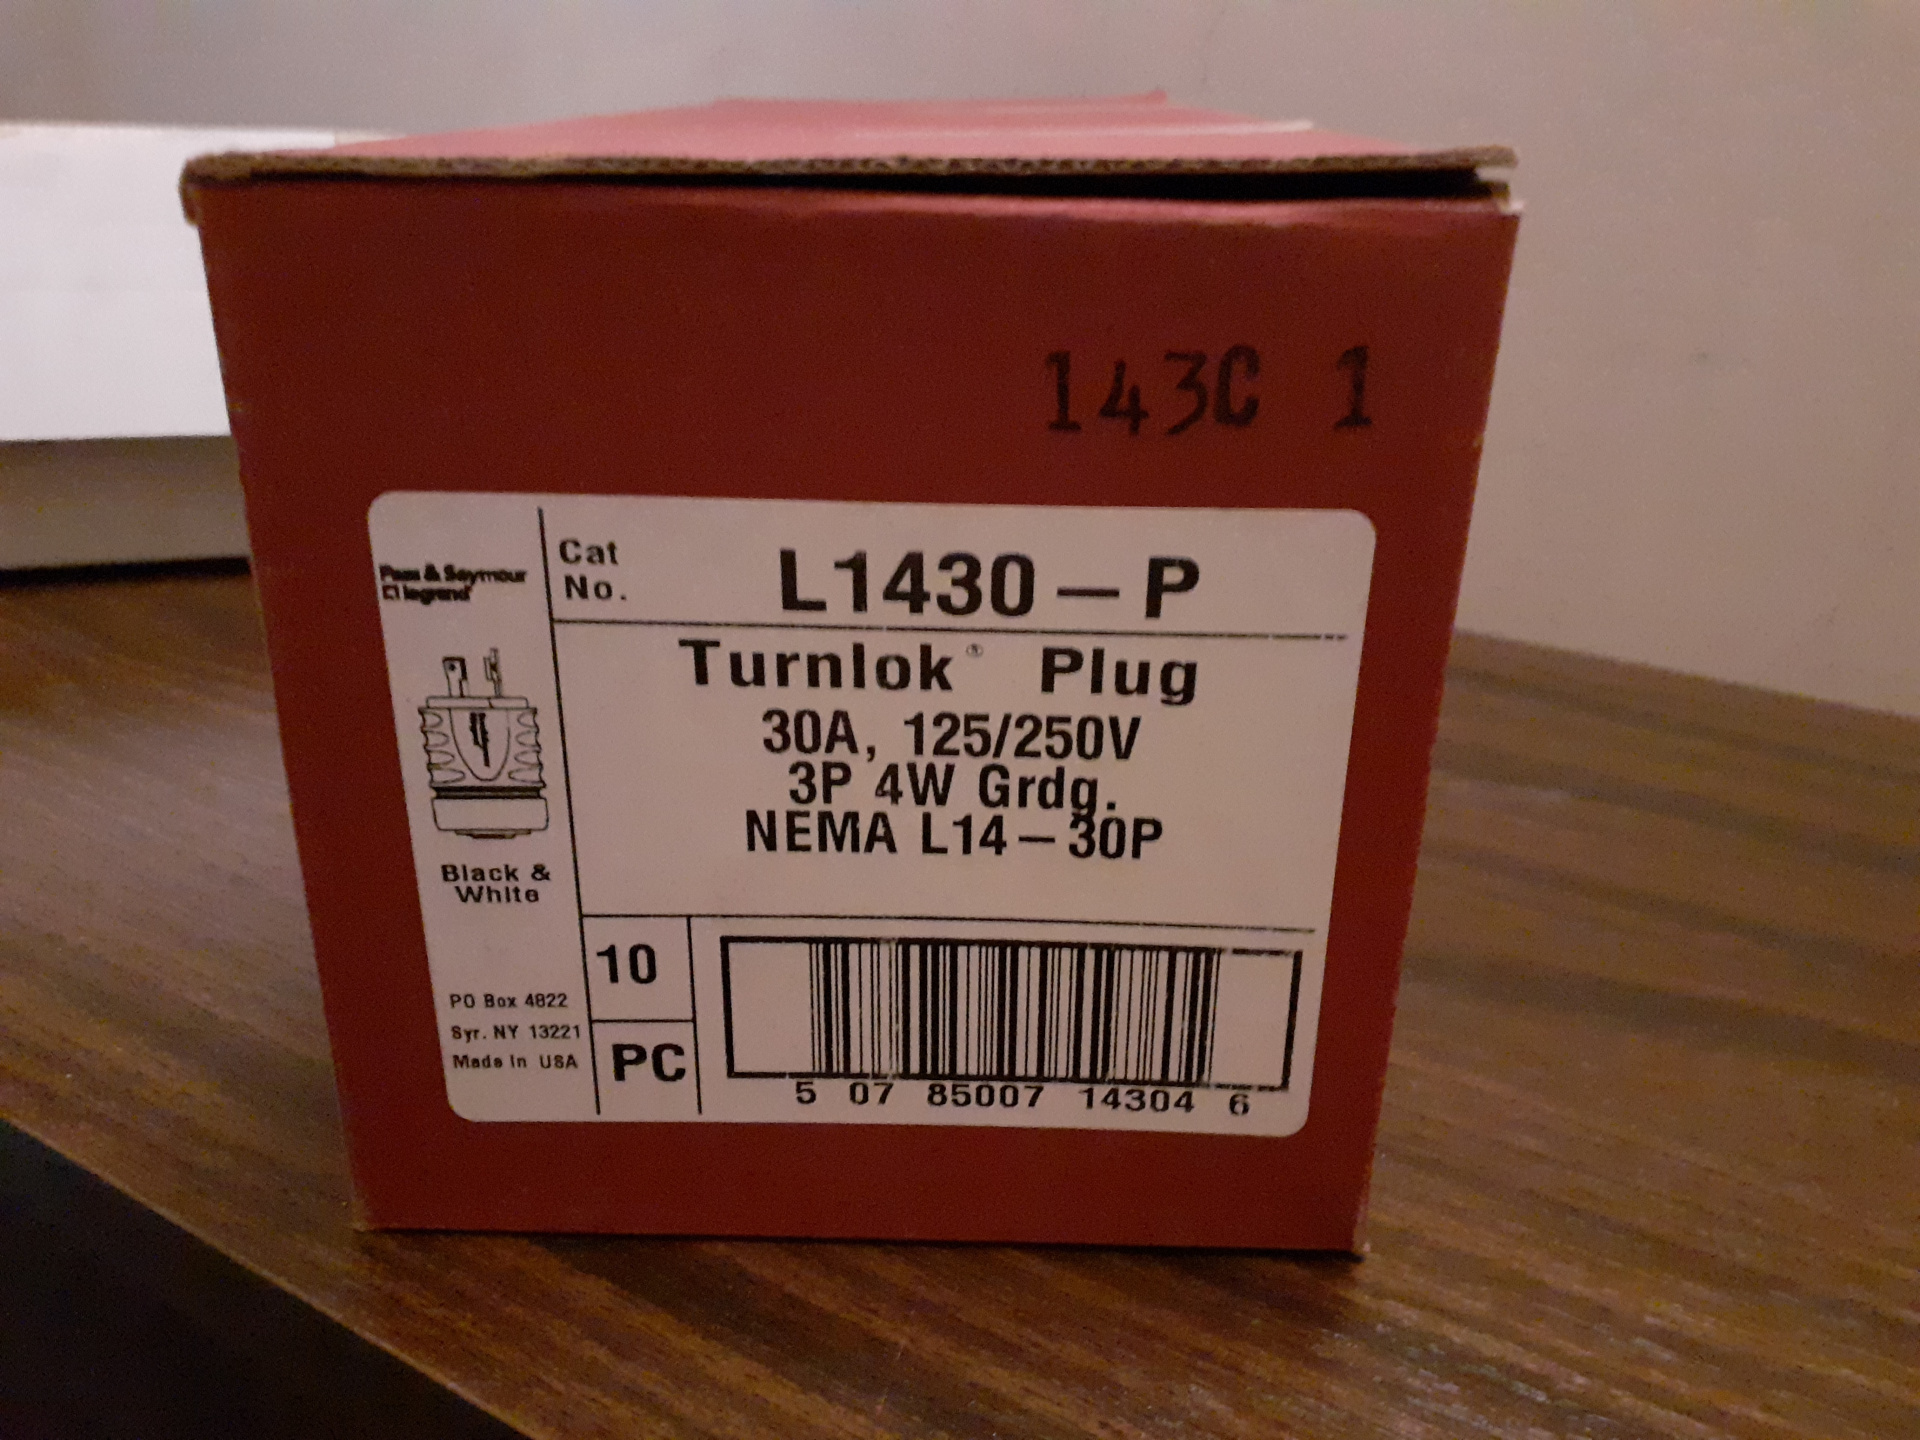 143C 1
Pass & Seymour
legrand
Cat
No.
L1430-P
Turnlok® Plug
30A, 125/250V
3P 4W Grdg.
NEMA L14-30P
Black &
White
PO Box 4822
Syr. NY 13221
Made In USA
10
PC
5 07 85007 14304 6